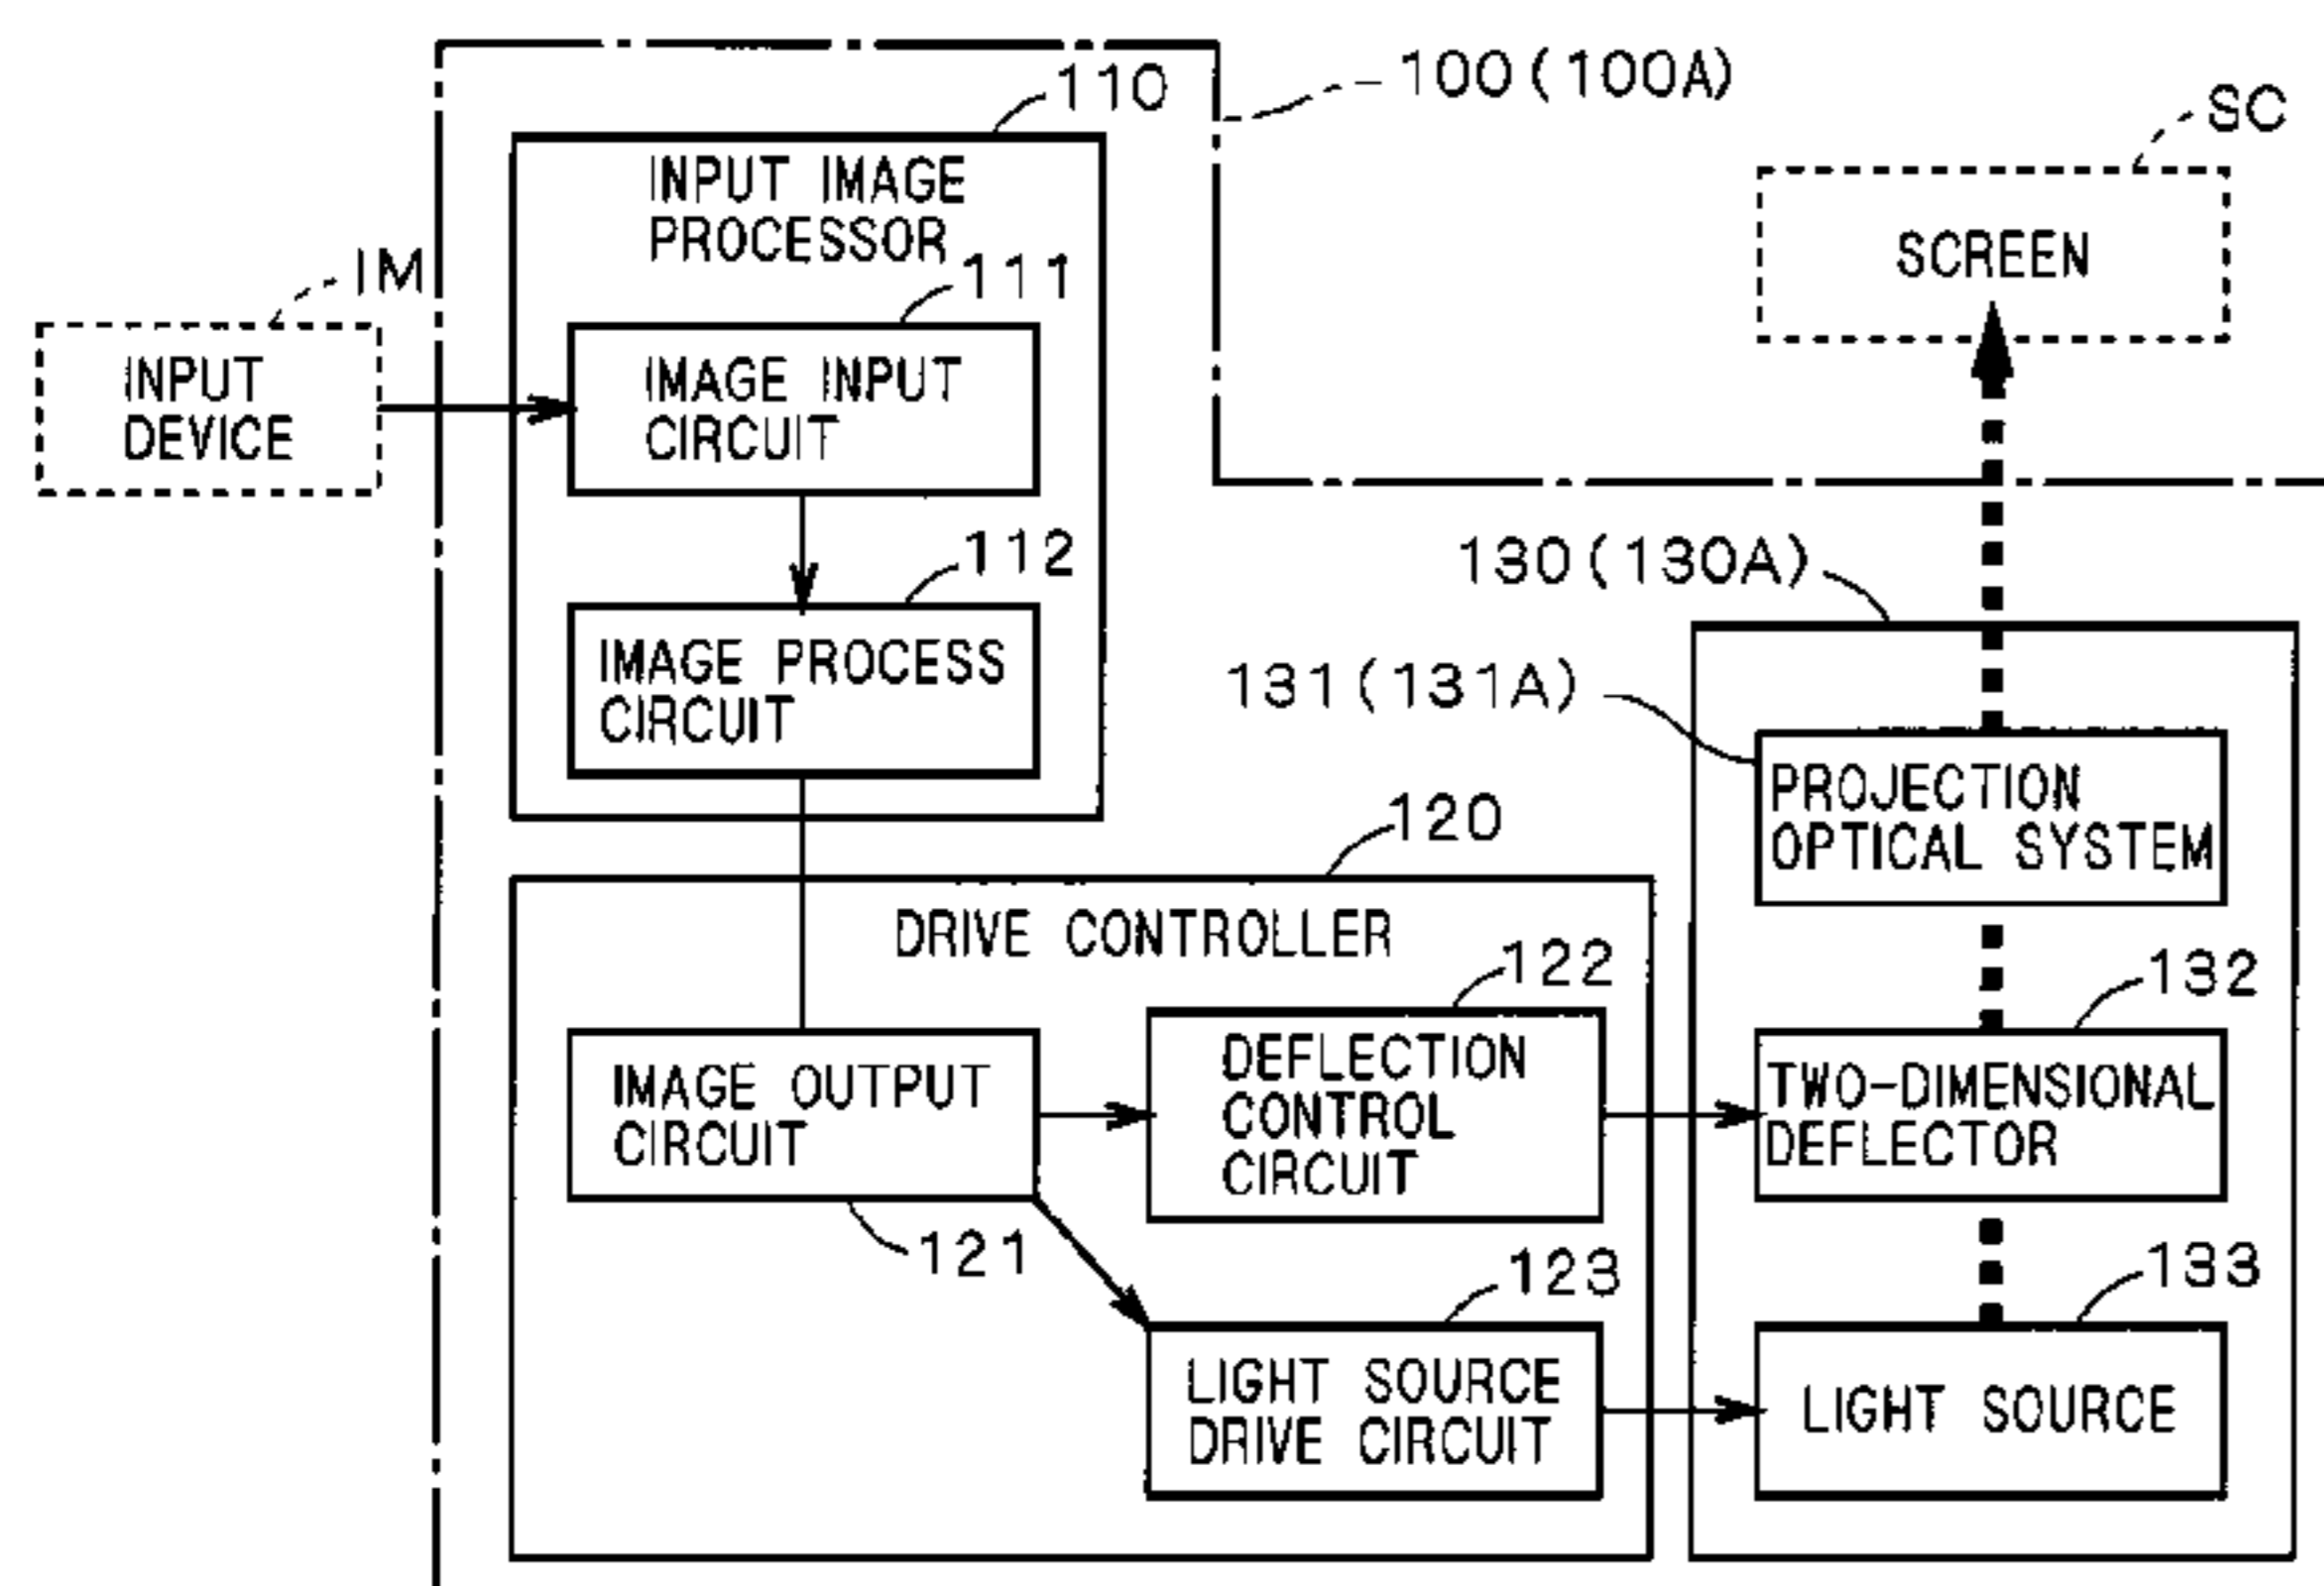 100(100A)
110
SC
INPUT IMAGE
PROCESSOR
SCREEN
IM
111
INPUT
DEVICE
IMAGE INPUT
CIRCUIT
112
130(130A)
IMAGE PROCESS
CIRCUIT
131(131A)
PROJECTION
OPTICAL SYSTEM
120
DRIVE CONTROLLER
122
132
IMAGE OUTPUT
CIRCUIT
DEFLECTION
CONTROL
CIRCUIT
TWO-DIMENSIONAL
DEFLECTOR
121
123
133
LIGHT SOURCE
DRIVE CIRCUIT
LIGHT SOURCE